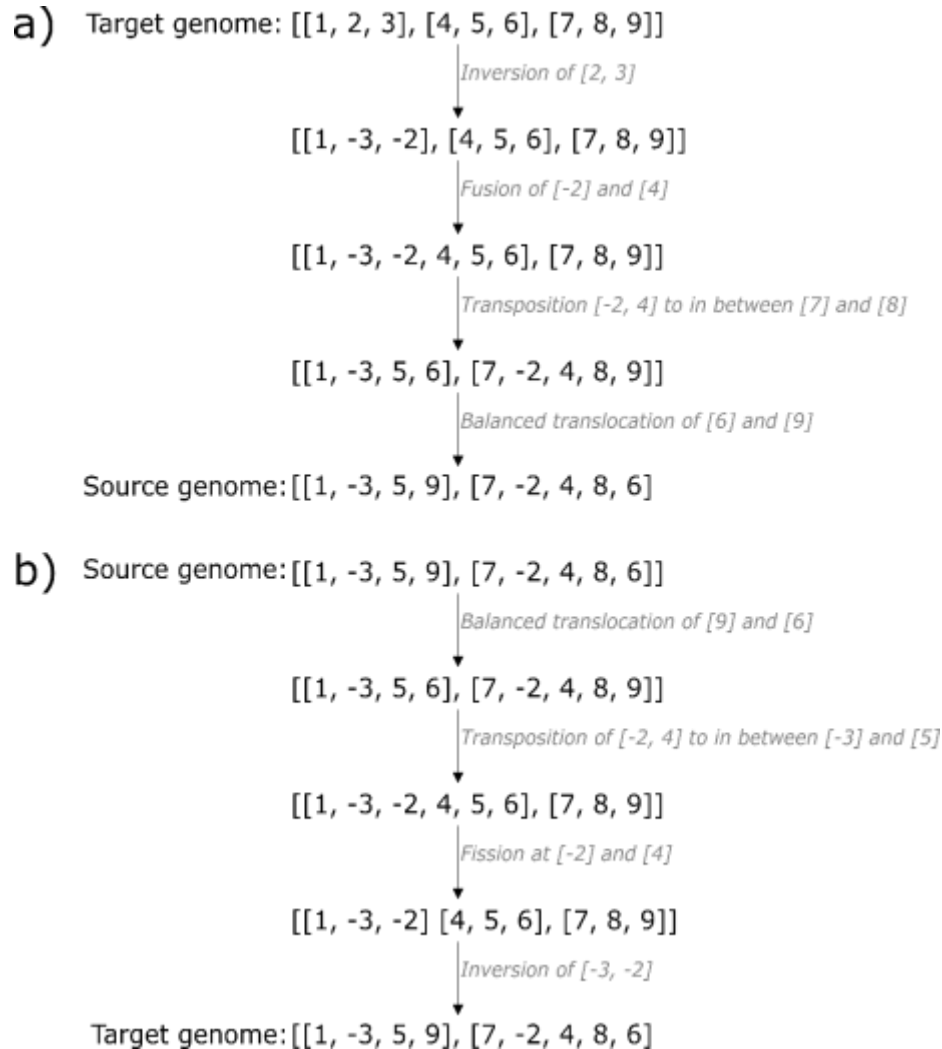 a) Target genome: [[1, 2, 3], [4, 5, 6], [7, 8, 9]]
Inversion of [2, 3]
[[1, -3, -2], [4, 5, 6], [7, 8, 9]]
Fusion of [-2] and [4]
[[1, -3, -2, 4, 5, 6], [7, 8, 9]]
Transposition [-2, 4] to in between [7] and [8]
[[1, -3, 5, 6], [7, -2, 4, 8, 9]]
Balanced translocation of [6] and [9]
Source genome: [[1, -3, 5, 9], [7, -2, 4, 8, 6]
b) Source genome: [[1, -3, 5, 9], [7, -2, 4, 8, 6]]
Balanced translocation of [9] and [6]
[[1, -3, 5, 6], [7, -2, 4, 8, 9]]
Transposition of [-2, 4] to in between [-3] and [5]
[[1, -3, -2, 4, 5, 6], [7, 8, 9]]
Fission at [-2] and [4]
[[1, -3, -2] [4, 5, 6], [7, 8, 9]]
Inversion of [-3, -2]
Target genome: [[1, -3, 5, 9], [7, -2, 4, 8, 6]